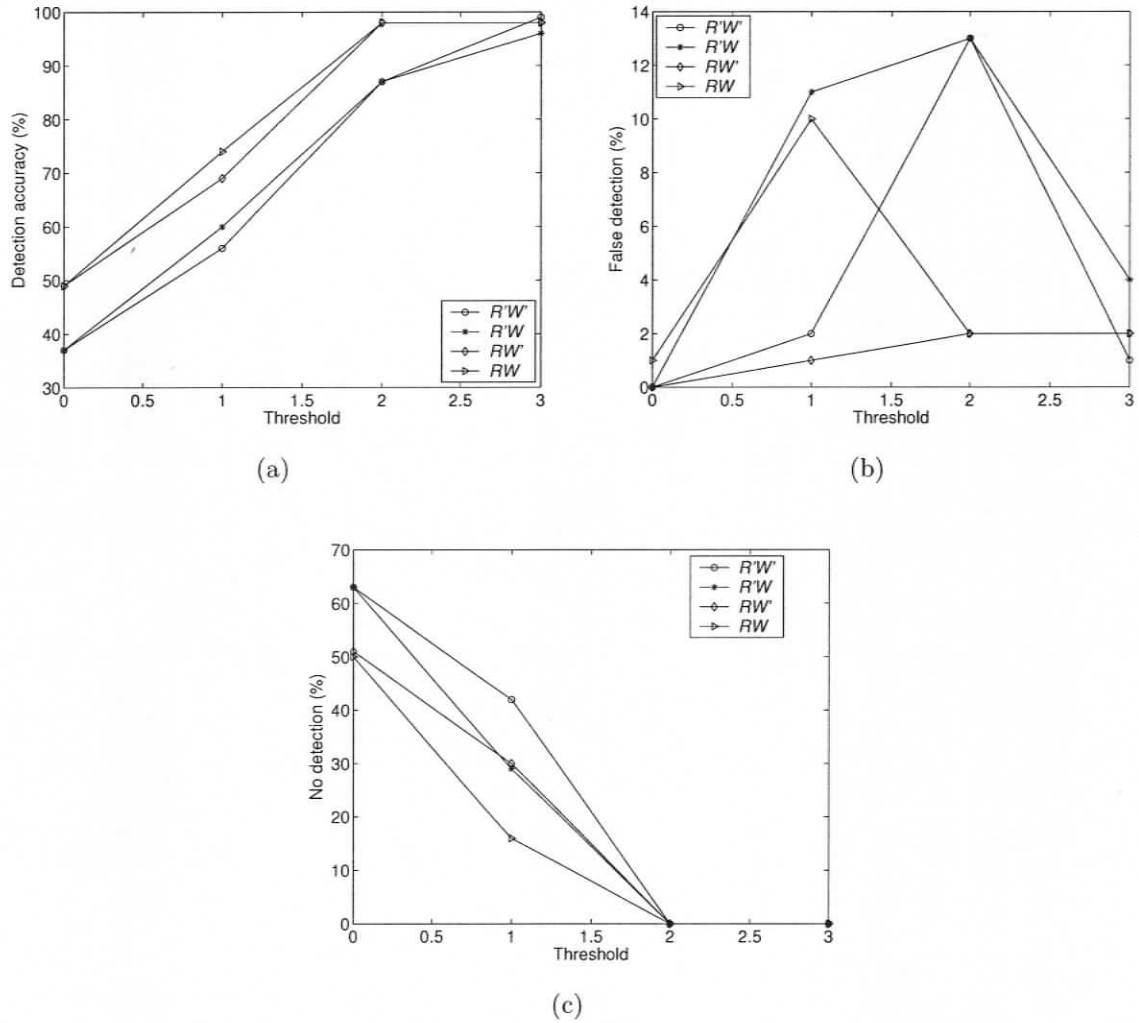 100
90
80
70
60
50
40
30
Detection accuracy (%)
0 0.5 1 1.5 2 2.5 3
Threshold
R'W'
R'W
RW'
RW
(a)
14
12
10
8
6
4
2
0
False detection (%)
0 0.5 1 1.5 2 2.5 3
Threshold
R'W'
R'W
RW'
RW
(b)
70
60
50
40
30
20
10
0
No detection (%)
0 0.5 1 1.5 2 2.5 3
Threshold
R'W'
R'W
RW'
RW
(c)